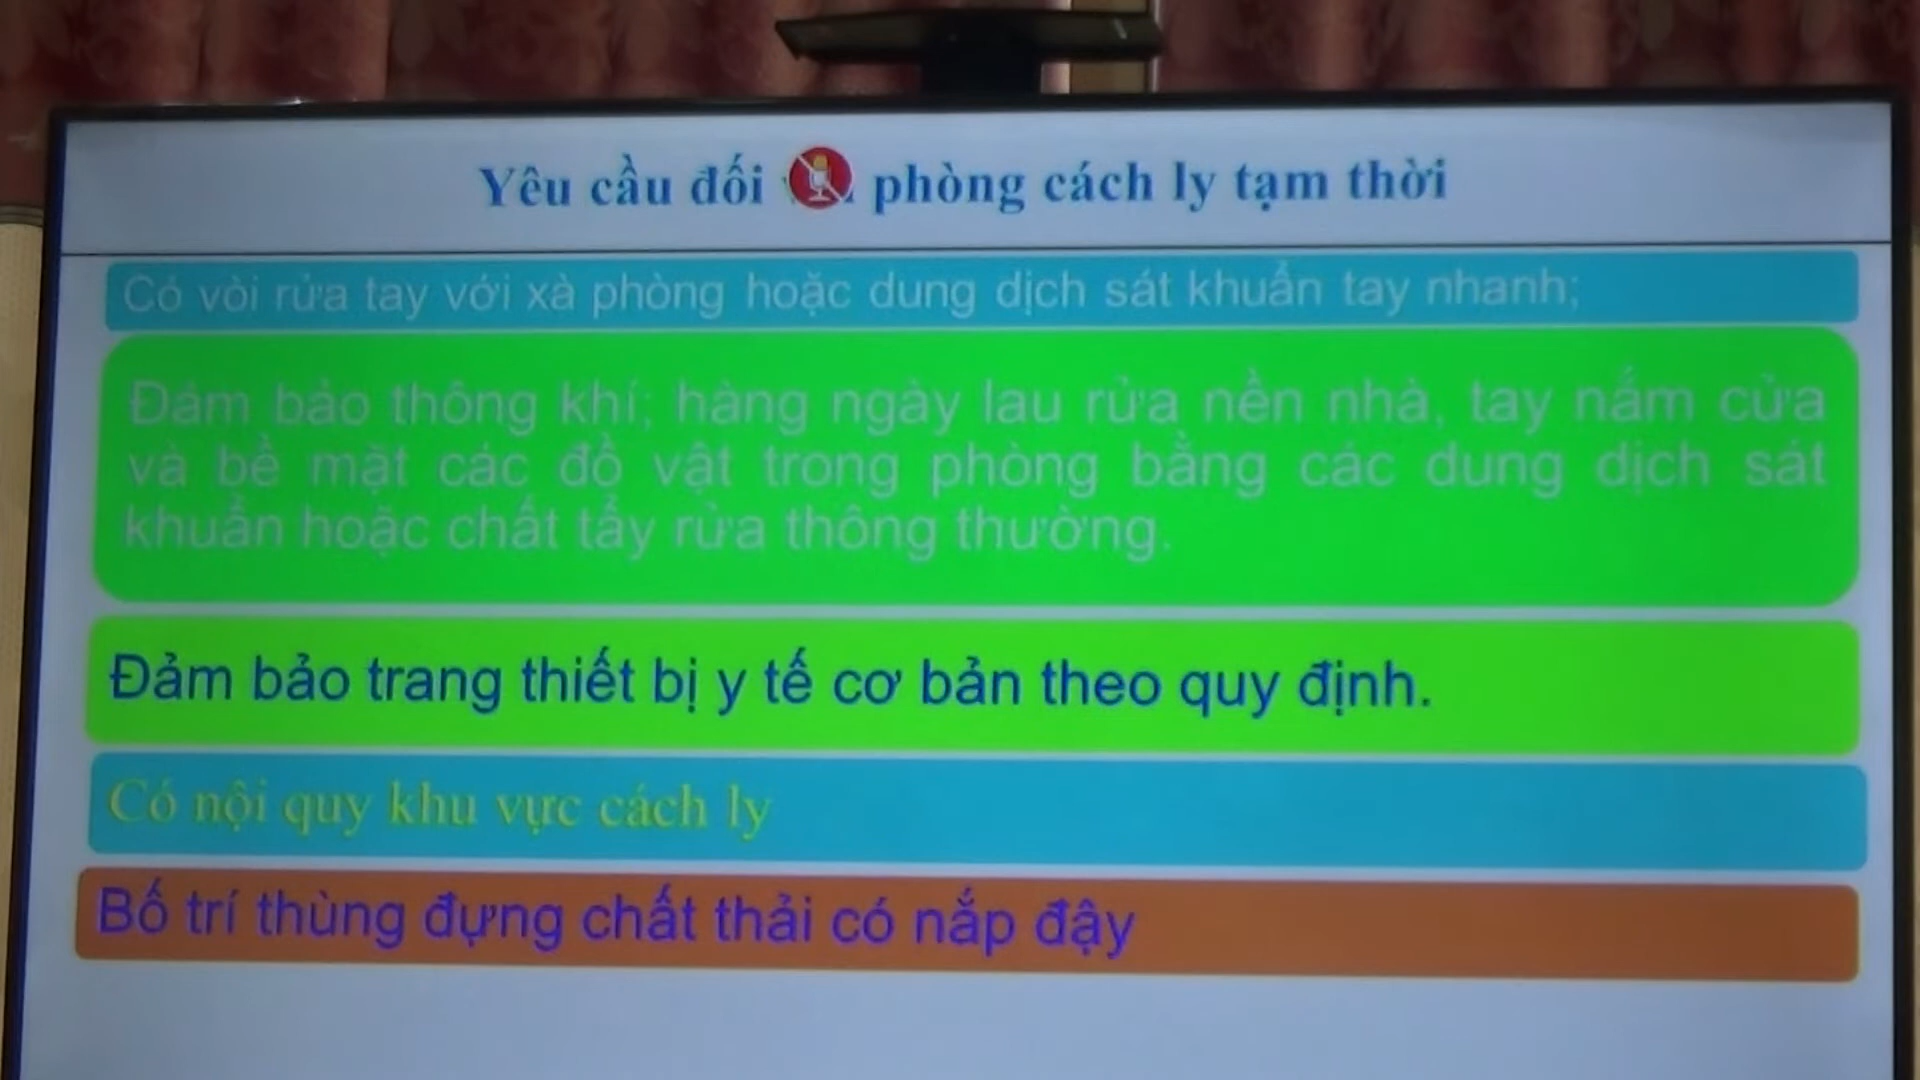 Yêu cầu đối phòng cách ly tạm thời
Có vòi rửa tay với xà phòng hoặc dung dịch sát khuẩn tay nhanh;
Đảm bảo thông khí; hàng ngày lau rửa nền nhà, tay nắm cửa
và bề mặt các đồ vật trong phòng bằng các dung dịch sát
khuẩn hoặc chất tẩy rửa thông thường.
Đảm bảo trang thiết bị y tế cơ bản theo quy định.
Có nội quy khu vực cách ly
Bố trí thùng đựng chất thải có nắp đậy